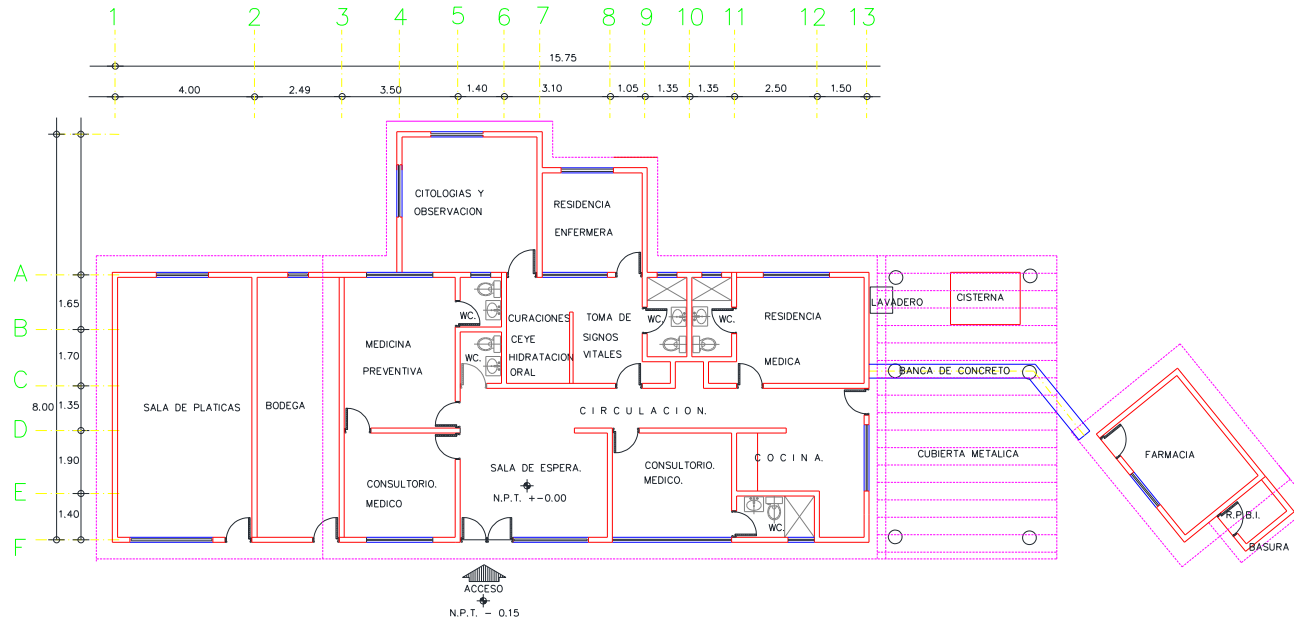 1 2 3 4 5 6 7 8 9 10 11 12 13
15.75
4.00 2.49 3.50 1.40 3.10 1.05 1.35 1.35 2.50 1.50
CITOLOGIAS Y
OBSERVACION
RESIDENCIA
ENFERMERA
A
B
C
D
E
F
1.65
1.70
1.35
1.90
1.40
8.00
SALA DE PLATICAS
BODEGA
MEDICINA
PREVENTIVA
CONSULTORIO.
MEDICO
WC.
WC.
CURACIONES
CEYE
HIDRATACION
ORAL
TOMA DE
SIGNOS
VITALES
WC.
WC.
RESIDENCIA
MEDICA
CIRCULACION.
SALA DE ESPERA.
N.P.T. +-0.00
CONSULTORIO.
MEDICO.
COCINA.
WC.
LAVADERO
CISTERNA
BANCA DE CONCRETO
CUBIERTA METALICA
FARMACIA
R.P.B.I.
BASURA
ACCESO
N.P.T. - 0.15